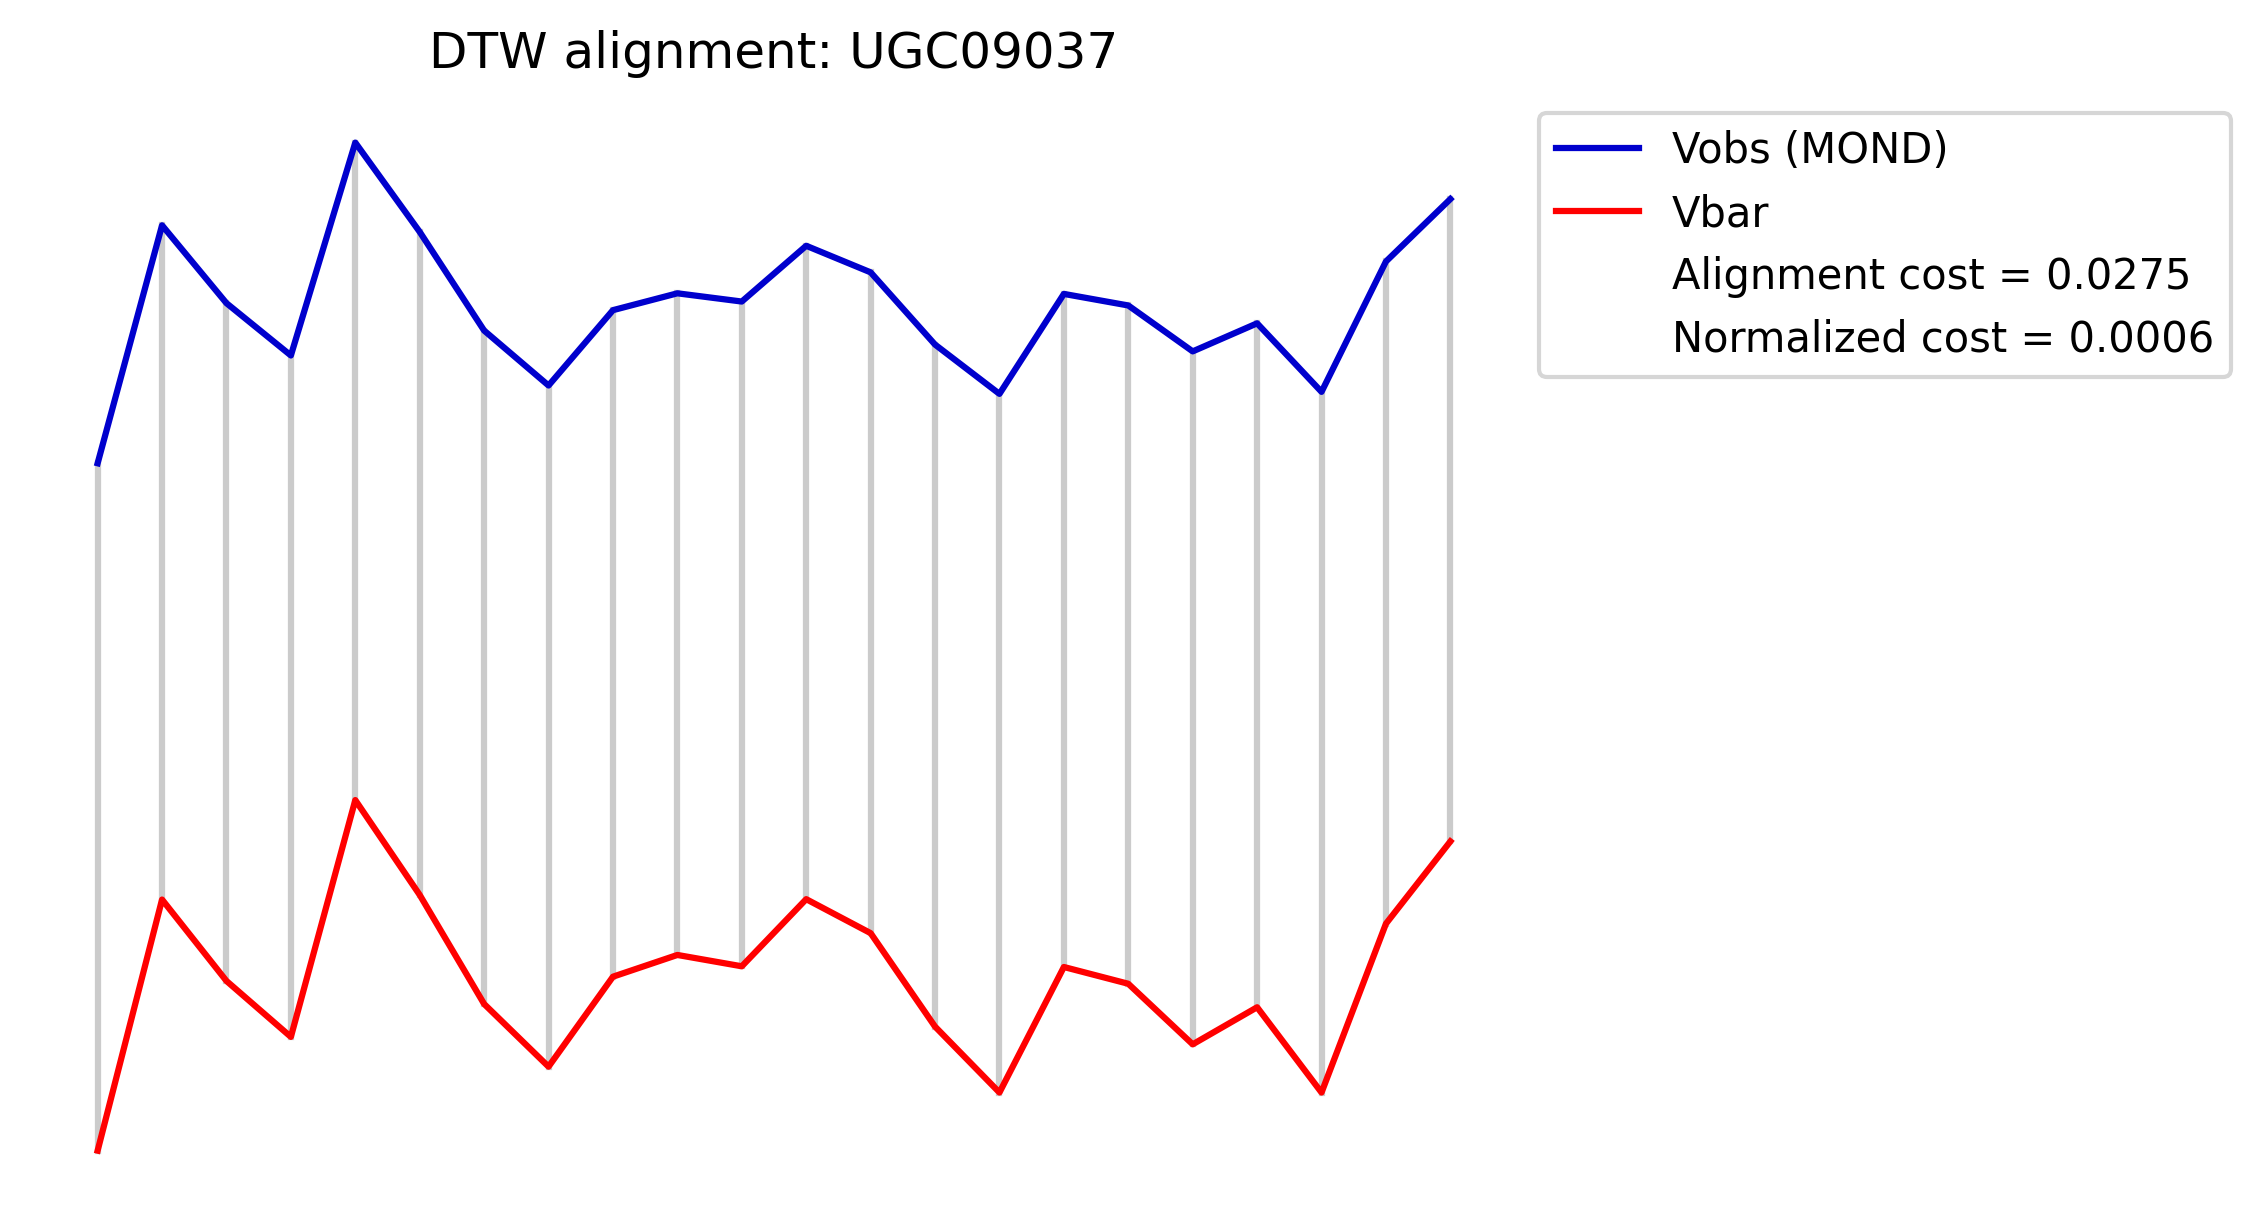 DTW alignment: UGC09037
Vobs (MOND)
Vbar
Alignment cost = 0.0275
Normalized cost = 0.0006